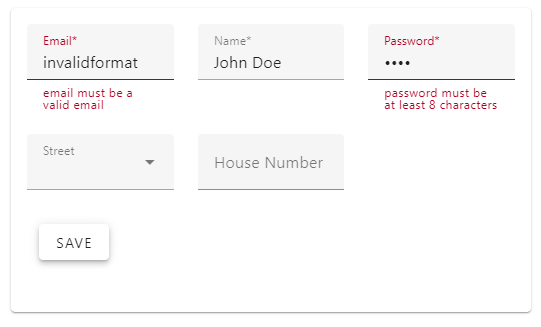 Email*
invalidformat
email must be a
valid email
Name*
John Doe
Password*
••••
password must be
at least 8 characters
Street
House Number
SAVE